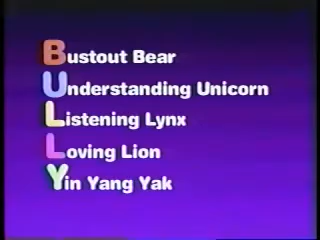 Bustout Bear
Understanding Unicorn
Listening Lynx
Loving Lion
Yin Yang Yak